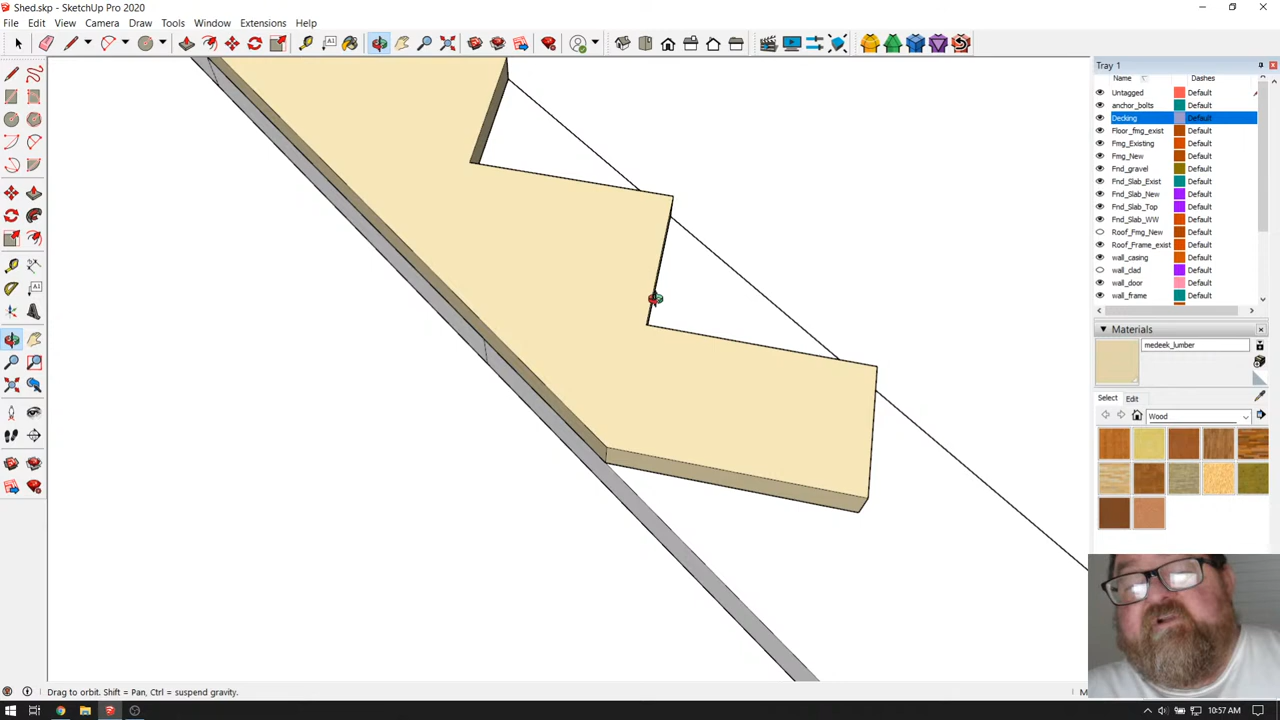 Shed.skp - SketchUp Pro 2020
File Edit View Camera Draw Tools Window Extensions Help
Tray 1
Name Dashes
Untagged Default
anchor_bolts Default
Decking Default
Floor_fmg_exist Default
Fmg_Existing Default
Fmg_New Default
Fnd_gravel Default
Fnd_Slab_Exist Default
Fnd_Slab_New Default
Fnd_Slab_Top Default
Fnd_Slab_WW Default
Roof_Fmg_New Default
Roof_Frame_exist Default
wall_casing Default
wall_clad Default
wall_door Default
wall_frame Default
Materials
medeek_lumber
Select Edit
Wood
Drag to orbit. Shift = Pan, Ctrl = suspend gravity.
10:57 AM